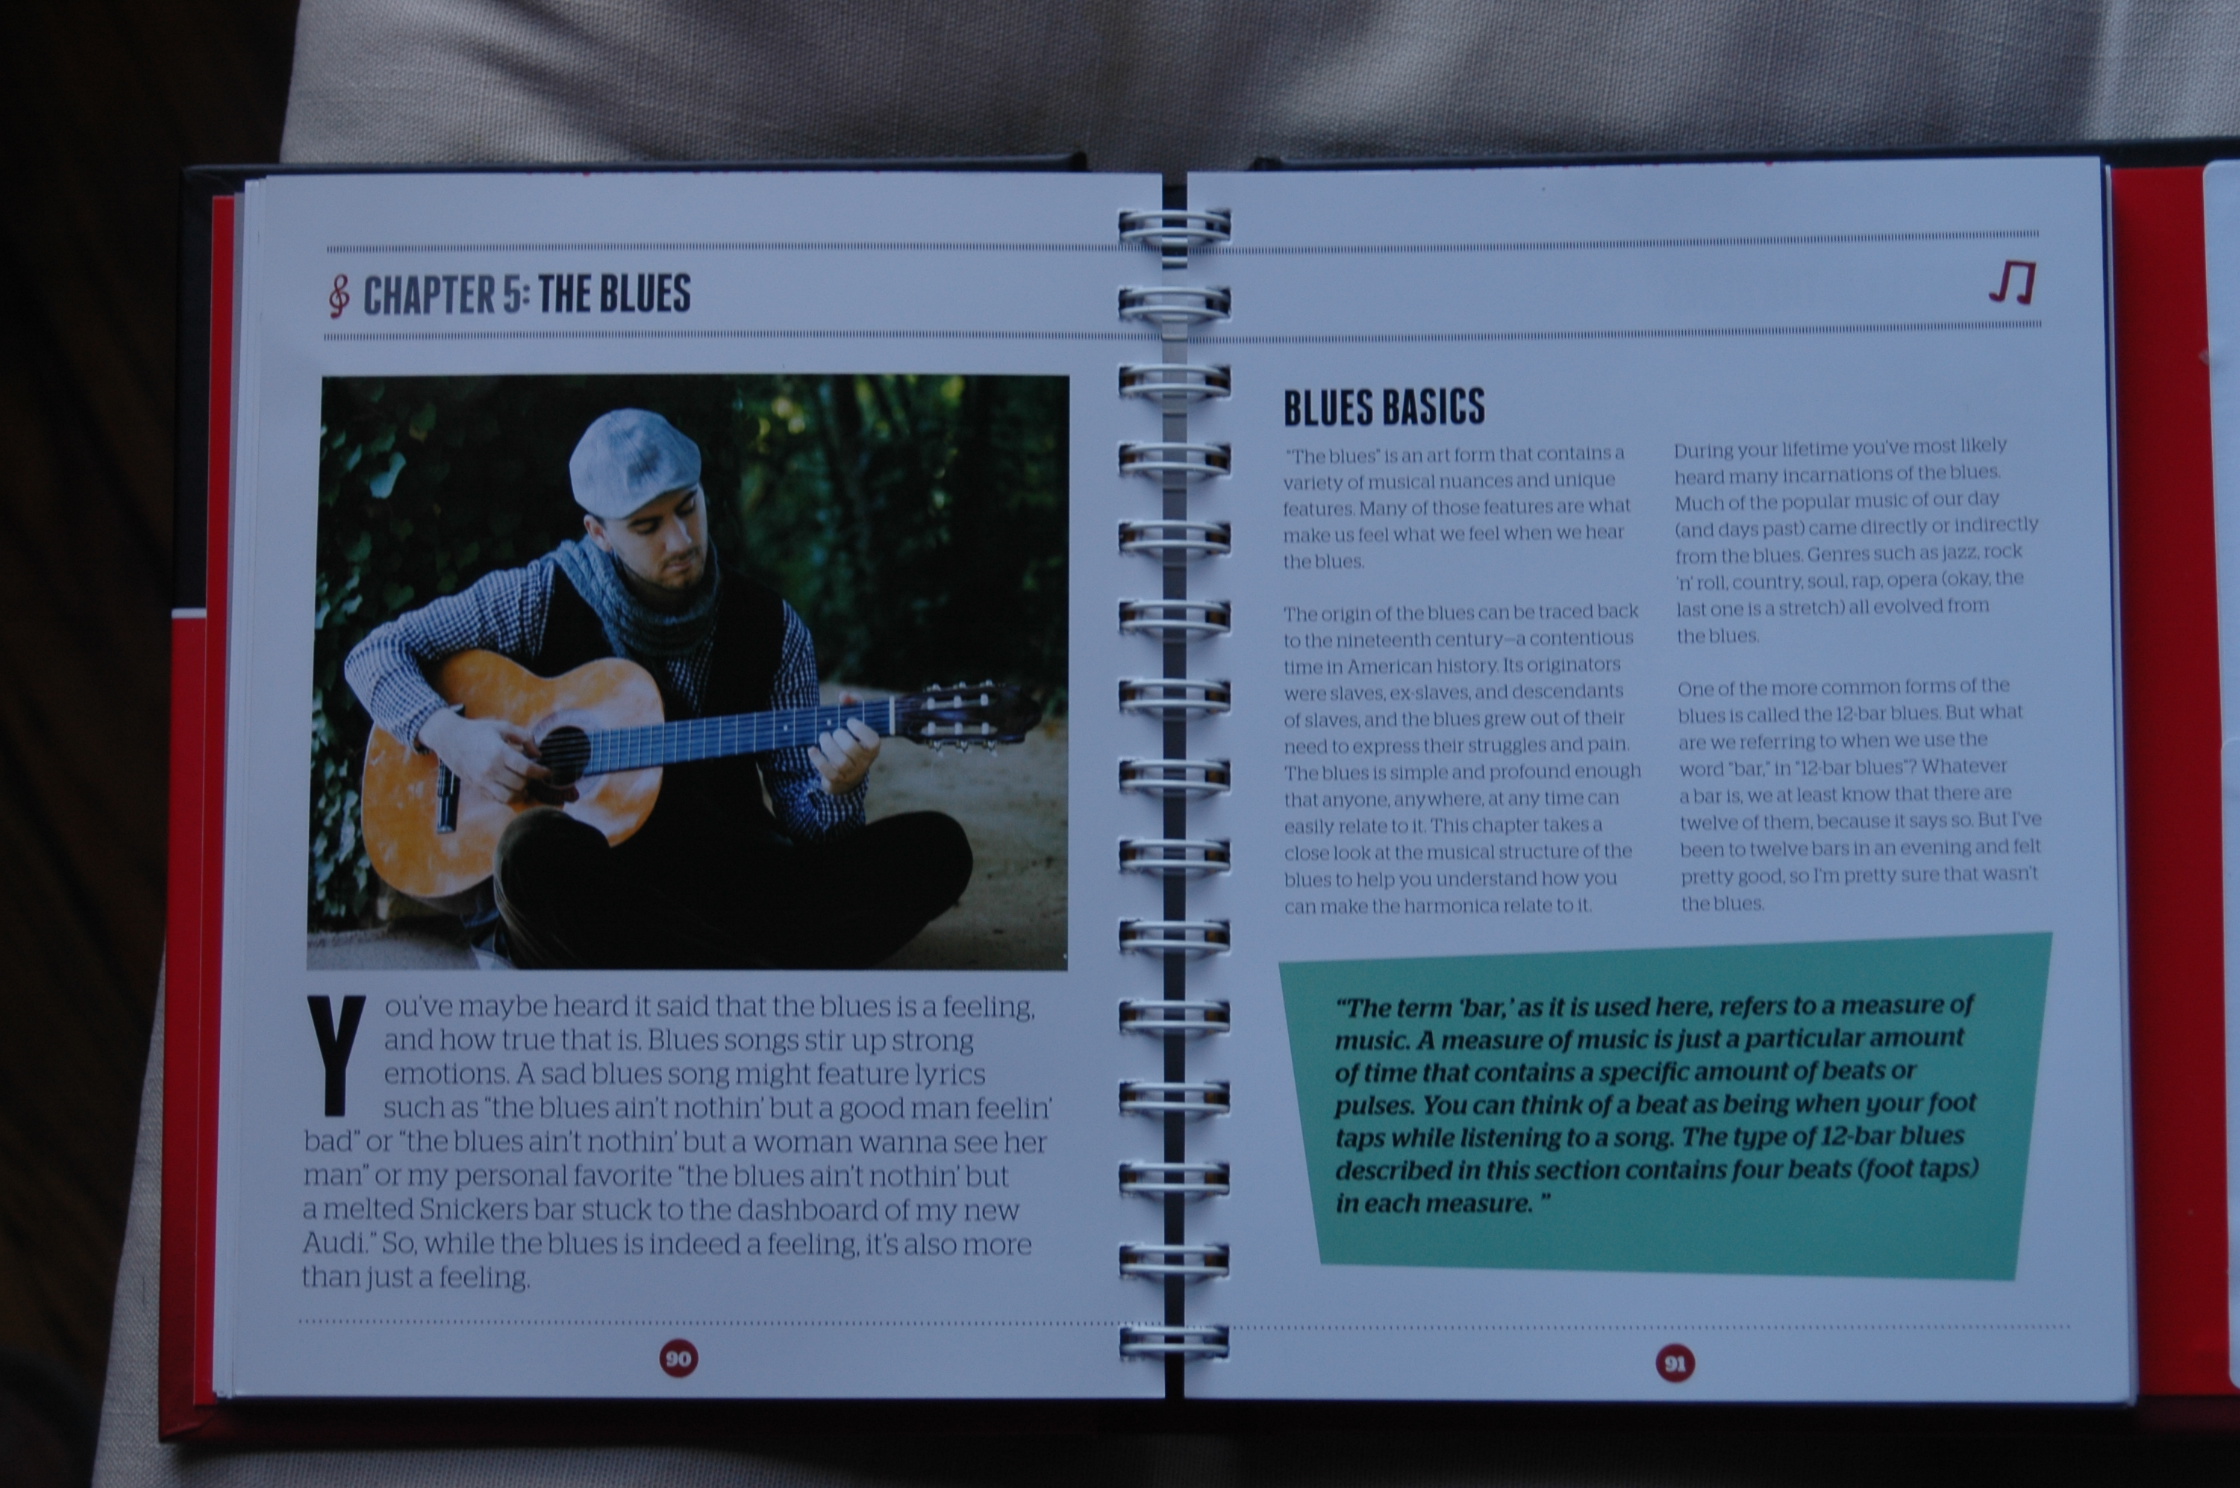 CHAPTER 5: THE BLUES
You've maybe heard it said that the blues is a feeling,
and how true that is. Blues songs stir up strong
emotions. A sad blues song might feature lyrics
such as “the blues ain't nothin' but a good man feelin'
bad” or “the blues ain't nothin' but a woman wanna see her
man” or my personal favorite “the blues ain't nothin' but
a melted Snickers bar stuck to the dashboard of my new
Audi.” So, while the blues is indeed a feeling, it's also more
than just a feeling.
90
BLUES BASICS
“The blues” is an art form that contains a
variety of musical nuances and unique
features. Many of those features are what
make us feel what we feel when we hear
the blues.
The origin of the blues can be traced back
to the nineteenth century—a contentious
time in American history. Its originators
were slaves, ex-slaves, and descendants
of slaves, and the blues grew out of their
need to express their struggles and pain.
The blues is simple and profound enough
that anyone, anywhere, at any time can
easily relate to it. This chapter takes a
close look at the musical structure of the
blues to help you understand how you
can make the harmonica relate to it.
During your lifetime you've most likely
heard many incarnations of the blues.
Much of the popular music of our day
(and days past) came directly or indirectly
from the blues. Genres such as jazz, rock
'n' roll, country, soul, rap, opera (okay, the
last one is a stretch) all evolved from
the blues.
One of the more common forms of the
blues is called the 12-bar blues. But what
are we referring to when we use the
word “bar,” in “12-bar blues”? Whatever
a bar is, we at least know that there are
twelve of them, because it says so. But I've
been to twelve bars in an evening and felt
pretty good, so I'm pretty sure that wasn't
the blues.
“The term ‘bar,’ as it is used here, refers to a measure of
music. A measure of music is just a particular amount
of time that contains a specific amount of beats or
pulses. You can think of a beat as being when your foot
taps while listening to a song. The type of 12-bar blues
described in this section contains four beats (foot taps)
in each measure. ”
91